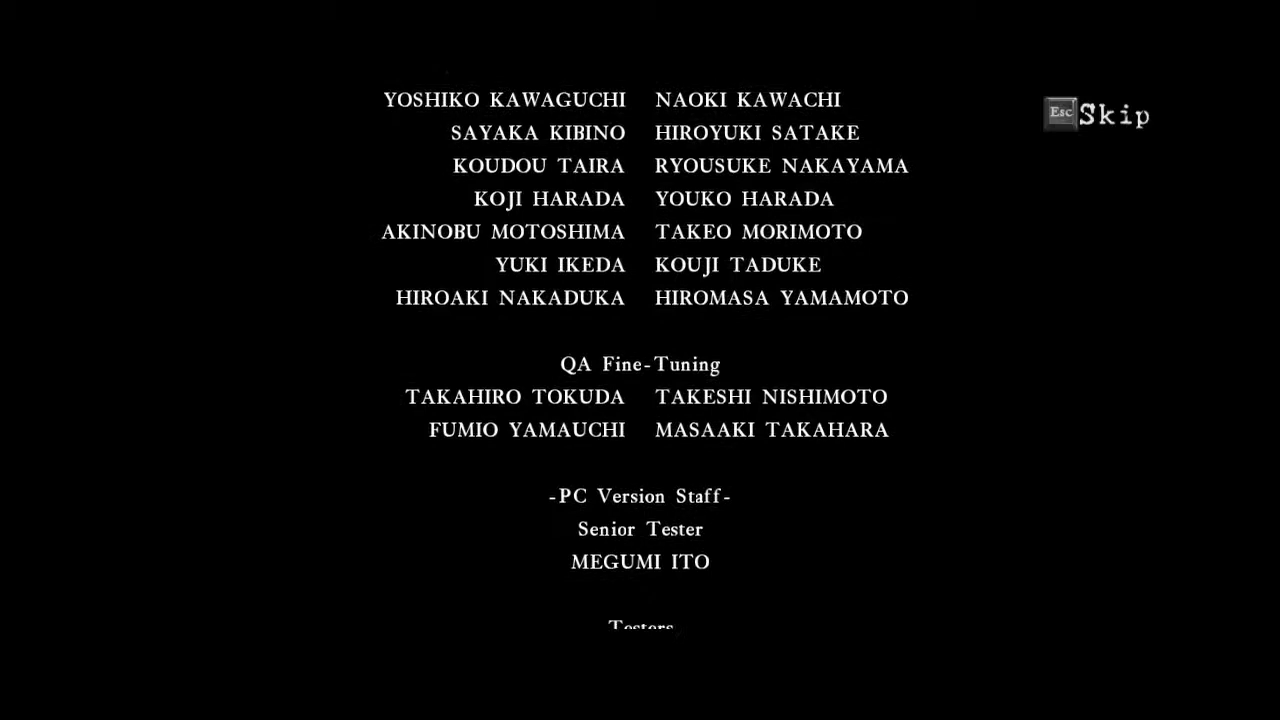 YOSHIKO KAWAGUCHI NAOKI KAWACHI
Esc Skip
SAYAKA KIBINO HIROYUKI SATAKE
KOUDOU TAIRA RYOUSUKE NAKAYAMA
KOJI HARADA YOUKO HARADA
AKINOBU MOTOSHIMA TAKEO MORIMOTO
YUKI IKEDA KOUJI TADUKE
HIROAKI NAKADUKA HIROMASA YAMAMOTO
QA Fine-Tuning
TAKAHIRO TOKUDA TAKESHI NISHIMOTO
FUMIO YAMAUCHI MASAAKI TAKAHARA
-PC Version Staff-
Senior Tester
MEGUMI ITO
Testers